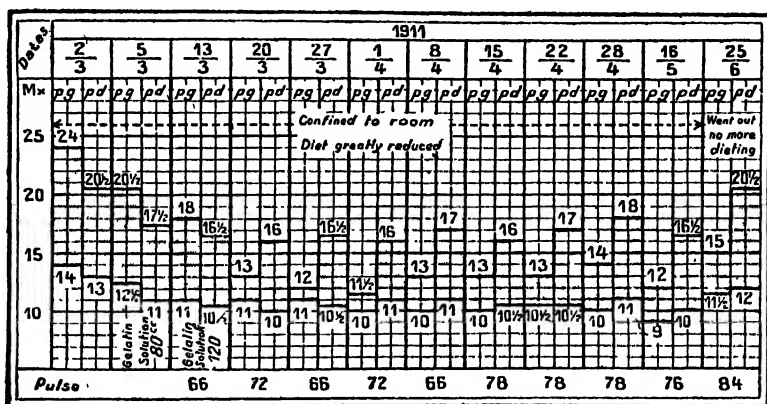 1911
Dates 2/3 5/3 13/3 20/3 27/3 1/4 8/4 15/4 22/4 28/4 16/5 25/6
Mx pg pd pg pd pg pd pg pd pg pd pg pd pg pd pg pd pg pd pg pd pg pd pg pd
Confined to room
Diet greatly reduced
Went out
no more
dieting
25
24
20½ 20½ 20½
20
17½ 18 16½ 16 16½ 16 17 16 17 18 16½
15
15
14 13 13 12 11½ 13 13 13 14 12
12½ 11 11 10½ 11 10 11 10½ 10 11 10 11 10 10½ 10½ 10½ 10 11 9 10 11½ 12
10
Gelatin
Solution
80cc
Gelatin
Solution
120
Pulse 66 72 66 72 66 78 78 78 76 84